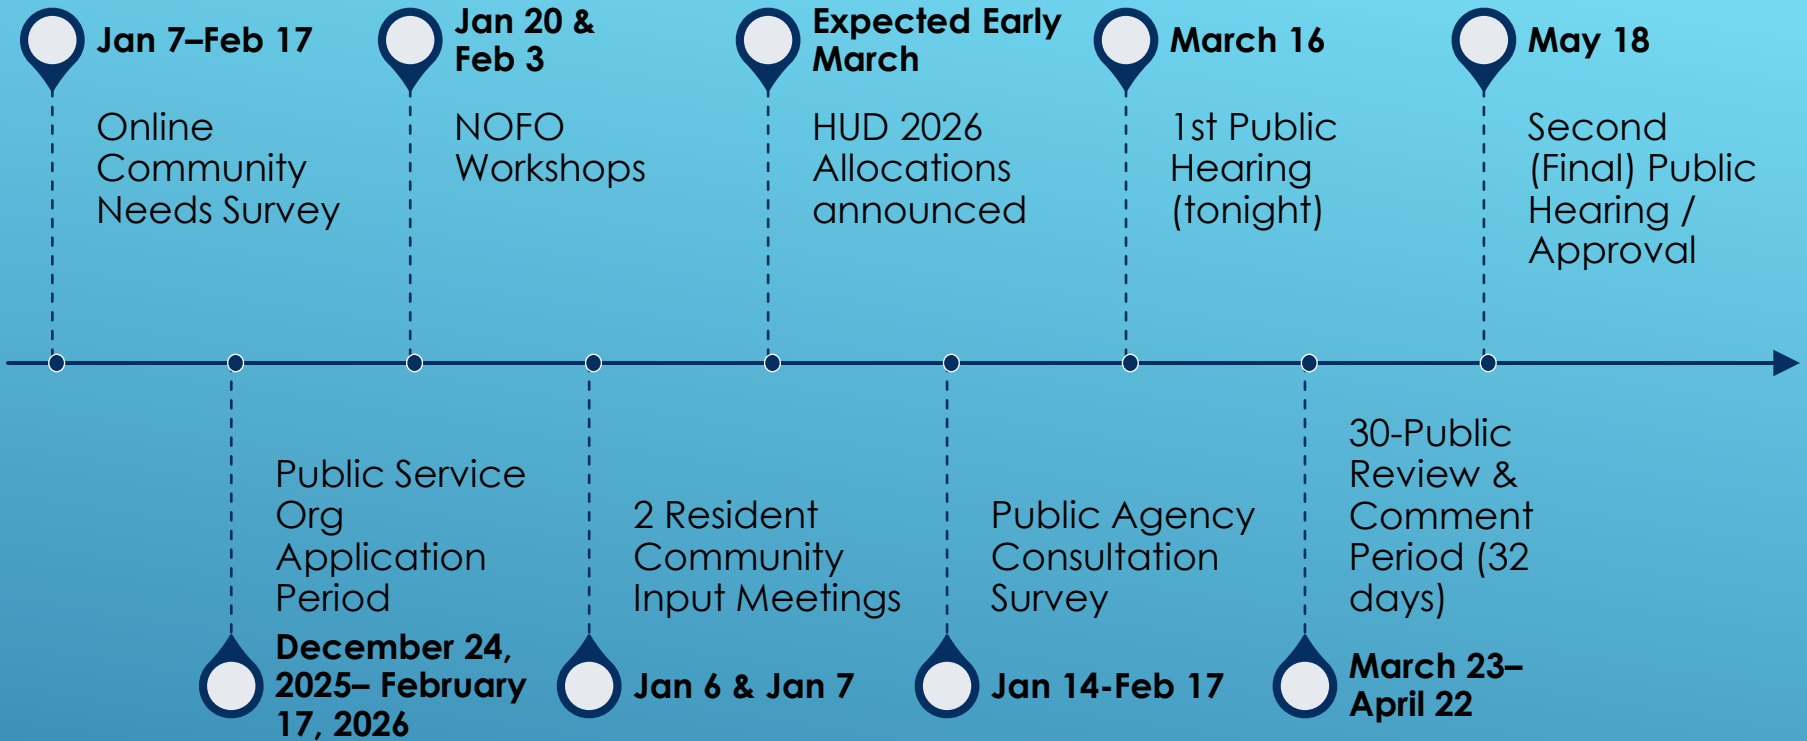 Jan 7–Feb 17
Online
Community
Needs Survey
Jan 20 &
Feb 3
NOFO
Workshops
Expected Early
March
HUD 2026
Allocations
announced
March 16
1st Public
Hearing
(tonight)
May 18
Second
(Final) Public
Hearing /
Approval
Public Service
Org
Application
Period
December 24,
2025– February
17, 2026
2 Resident
Community
Input Meetings
Jan 6 & Jan 7
Public Agency
Consultation
Survey
Jan 14-Feb 17
30-Public
Review &
Comment
Period (32
days)
March 23–
April 22